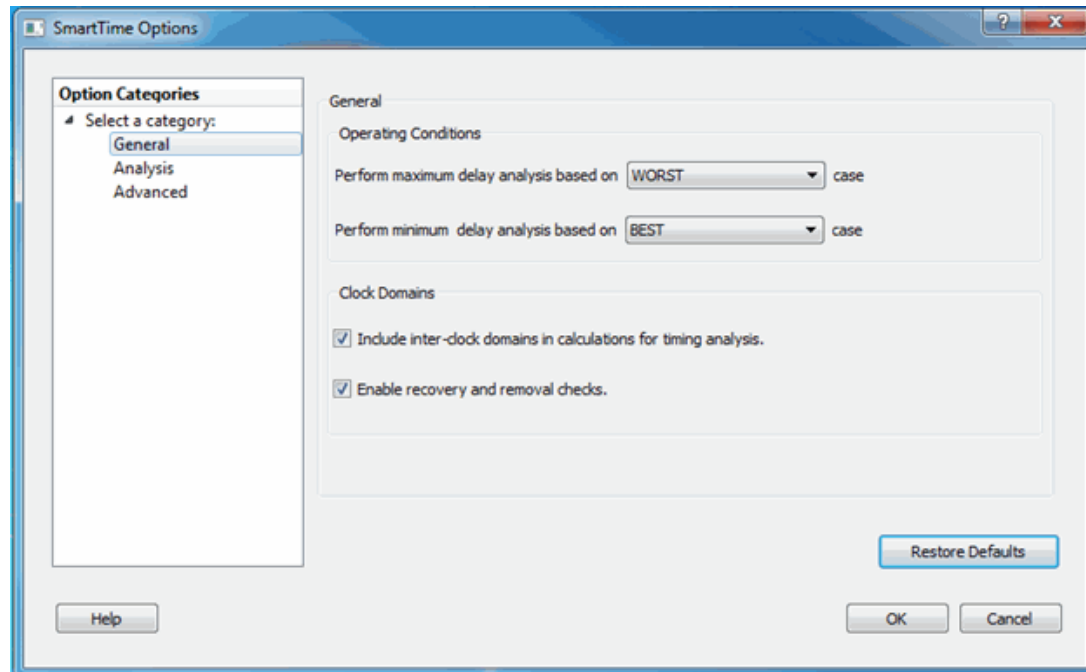 SmartTime Options
Option Categories
Select a category:
General
Analysis
Advanced
General
Operating Conditions
Perform maximum delay analysis based on WORST case
Perform minimum delay analysis based on BEST case
Clock Domains
Include inter-clock domains in calculations for timing analysis.
Enable recovery and removal checks.
Restore Defaults
Help OK Cancel